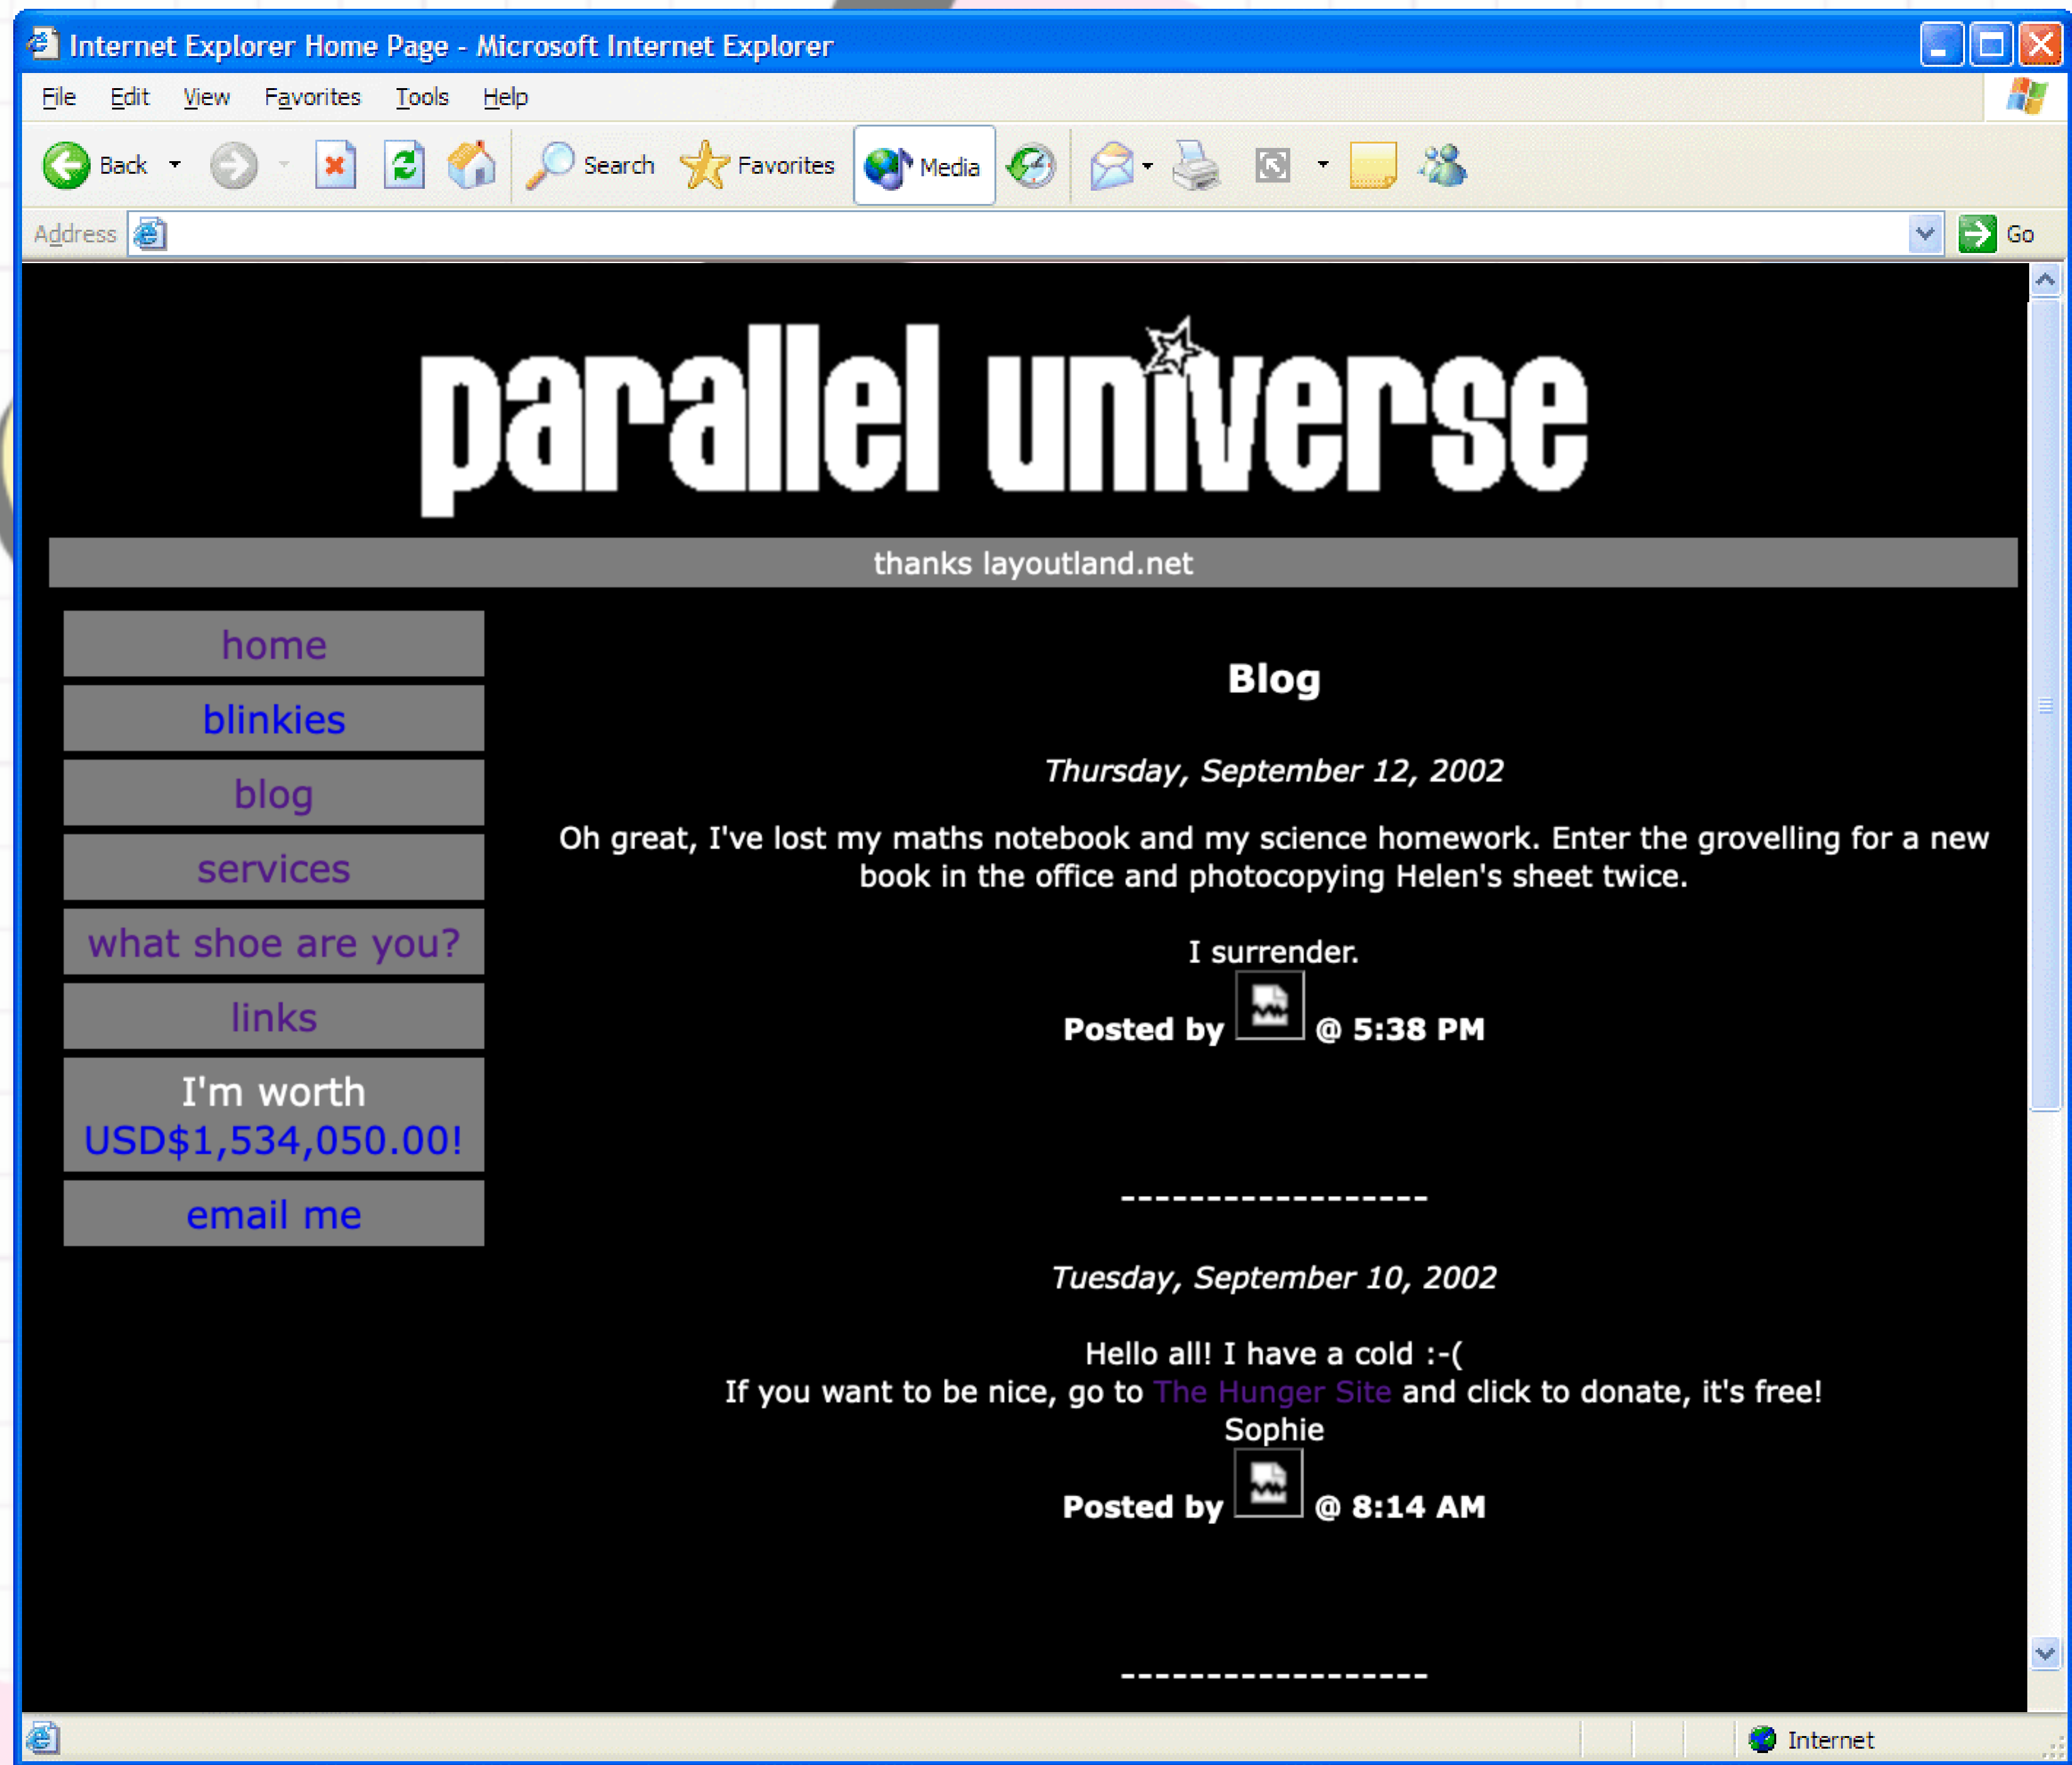 Internet Explorer Home Page - Microsoft Internet Explorer
File Edit View Favorites Tools Help
Back Search Favorites Media
Address Go
parallel universe
thanks layoutland.net
home
blinkies
blog
services
what shoe are you?
links
I'm worth
USD$1,534,050.00!
email me
Blog
Thursday, September 12, 2002
Oh great, I've lost my maths notebook and my science homework. Enter the grovelling for a new
book in the office and photocopying Helen's sheet twice.
I surrender.
Posted by @ 5:38 PM
------------------
Tuesday, September 10, 2002
Hello all! I have a cold :-(
If you want to be nice, go to The Hunger Site and click to donate, it's free!
Sophie
Posted by @ 8:14 AM
------------------
Internet